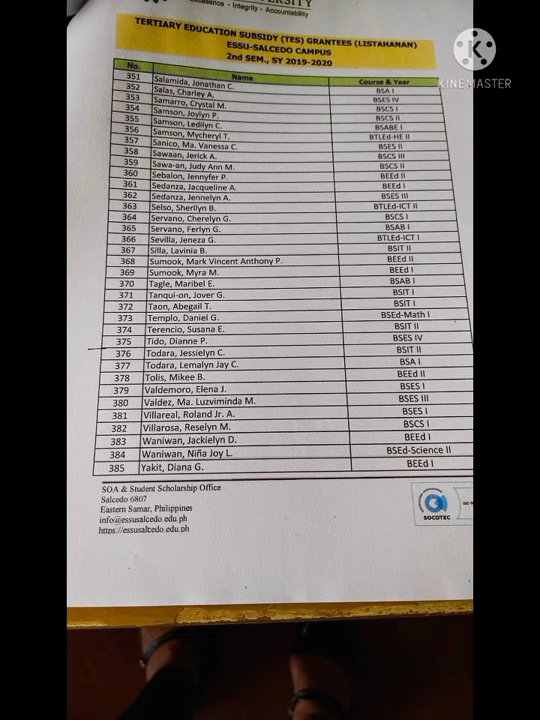 Excellence • Integrity • Accountability
TERTIARY EDUCATION SUBSIDY (TES) GRANTEES (LISTAHANAN)
ESSU-SALCEDO CAMPUS
2nd SEM., SY 2019-2020
KINEMASTER
No. Name Course & Year
351 Salamida, Jonathan C. BSA I
352 Salas, Charley A. BSES IV
353 Samarro, Crystal M. BSCS I
354 Samson, Joylyn P. BSCS II
355 Samson, Ledilyn C. BSABE I
356 Samson, Mycheryl T. BTLEd-HE II
357 Sanico, Ma. Vanessa C. BSES II
358 Sawaan, Jerick A. BSCS III
359 Sawa-an, Judy Ann M. BSCS II
360 Sebalon, Jennyfer P. BEEd II
361 Sedanza, Jacqueline A. BEEd I
362 Sedanza, Jennelyn A. BSES III
363 Selso, Sherilyn B. BTLEd-ICT II
364 Servano, Cherelyn G. BSCS I
365 Servano, Ferlyn G. BSAB I
366 Sevilla, Jeneza G. BTLEd-ICT I
367 Silla, Lavinia B. BSIT II
368 Sumook, Mark Vincent Anthony P. BEEd II
369 Sumook, Myra M. BEEd I
370 Tagle, Maribel E. BSAB I
371 Tanqui-on, Jover G. BSIT I
372 Taon, Abegail T. BSIT I
373 Templo, Daniel G. BSEd-Math I
374 Terencio, Susana E. BSIT II
375 Tido, Dianne P. BSES IV
376 Todara, Jessielyn C. BSIT II
377 Todara, Lemalyn Jay C. BSA I
378 Tolis, Mikee B. BEEd II
379 Valdemoro, Elena J. BSES I
380 Valdez, Ma. Luzviminda M. BSES III
381 Villareal, Roland Jr. A. BSES I
382 Villarosa, Reselyn M. BSCS I
383 Waniwan, Jackielyn D. BEEd I
384 Waniwan, Niña Joy L. BSEd-Science II
385 Yakit, Diana G. BEEd I
SOA & Student Scholarship Office
Salcedo 6807
Eastern Samar, Philippines
info@essusalcedo.edu.ph
https://essusalcedo.edu.ph
SOCOTEC